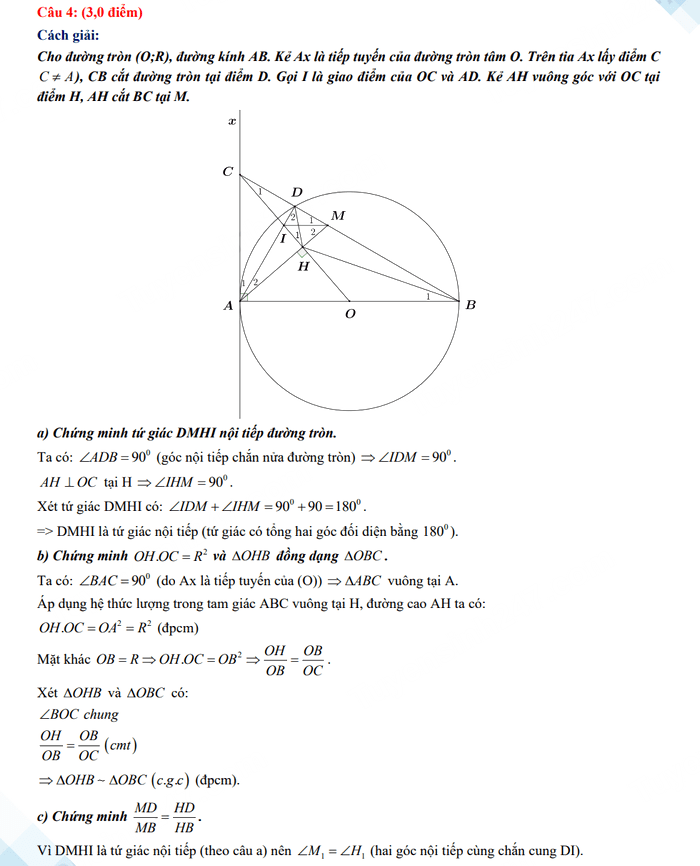 Câu 4: (3,0 điểm)
Cách giải:
Cho đường tròn (O;R), đường kính AB. Kẻ Ax là tiếp tuyến của đường tròn tâm O. Trên tia Ax lấy điểm C
C ≠ A), CB cắt đường tròn tại điểm D. Gọi I là giao điểm của OC và AD. Kẻ AH vuông góc với OC tại
điểm H, AH cắt BC tại M.
x
C
1
D
2
1
M
I
1
2
H
1
2
A
1
B
O
a) Chứng minh tứ giác DMHI nội tiếp đường tròn.
Ta có: ∠ADB = 90⁰ (góc nội tiếp chắn nửa đường tròn) ⇒ ∠IDM = 90⁰.
AH ⊥ OC tại H ⇒ ∠IHM = 90⁰.
Xét tứ giác DMHI có: ∠IDM + ∠IHM = 90⁰ + 90 = 180⁰.
=> DMHI là tứ giác nội tiếp (tứ giác có tổng hai góc đối diện bằng 180⁰).
b) Chứng minh OH.OC = R² và ΔOHB đồng dạng ΔOBC.
Ta có: ∠BAC = 90⁰ (do Ax là tiếp tuyến của (O)) ⇒ ΔABC vuông tại A.
Áp dụng hệ thức lượng trong tam giác ABC vuông tại H, đường cao AH ta có:
OH.OC = OA² = R² (đpcm)
Mặt khác OB = R ⇒ OH.OC = OB² ⇒ OH/OB = OB/OC.
Xét ΔOHB và ΔOBC có:
∠BOC chung
OH/OB = OB/OC (cmt)
⇒ ΔOHB ~ ΔOBC (c.g.c) (đpcm).
c) Chứng minh MD/MB = HD/HB.
Vì DMHI là tứ giác nội tiếp (theo câu a) nên ∠M₁ = ∠H₁ (hai góc nội tiếp cùng chắn cung DI).